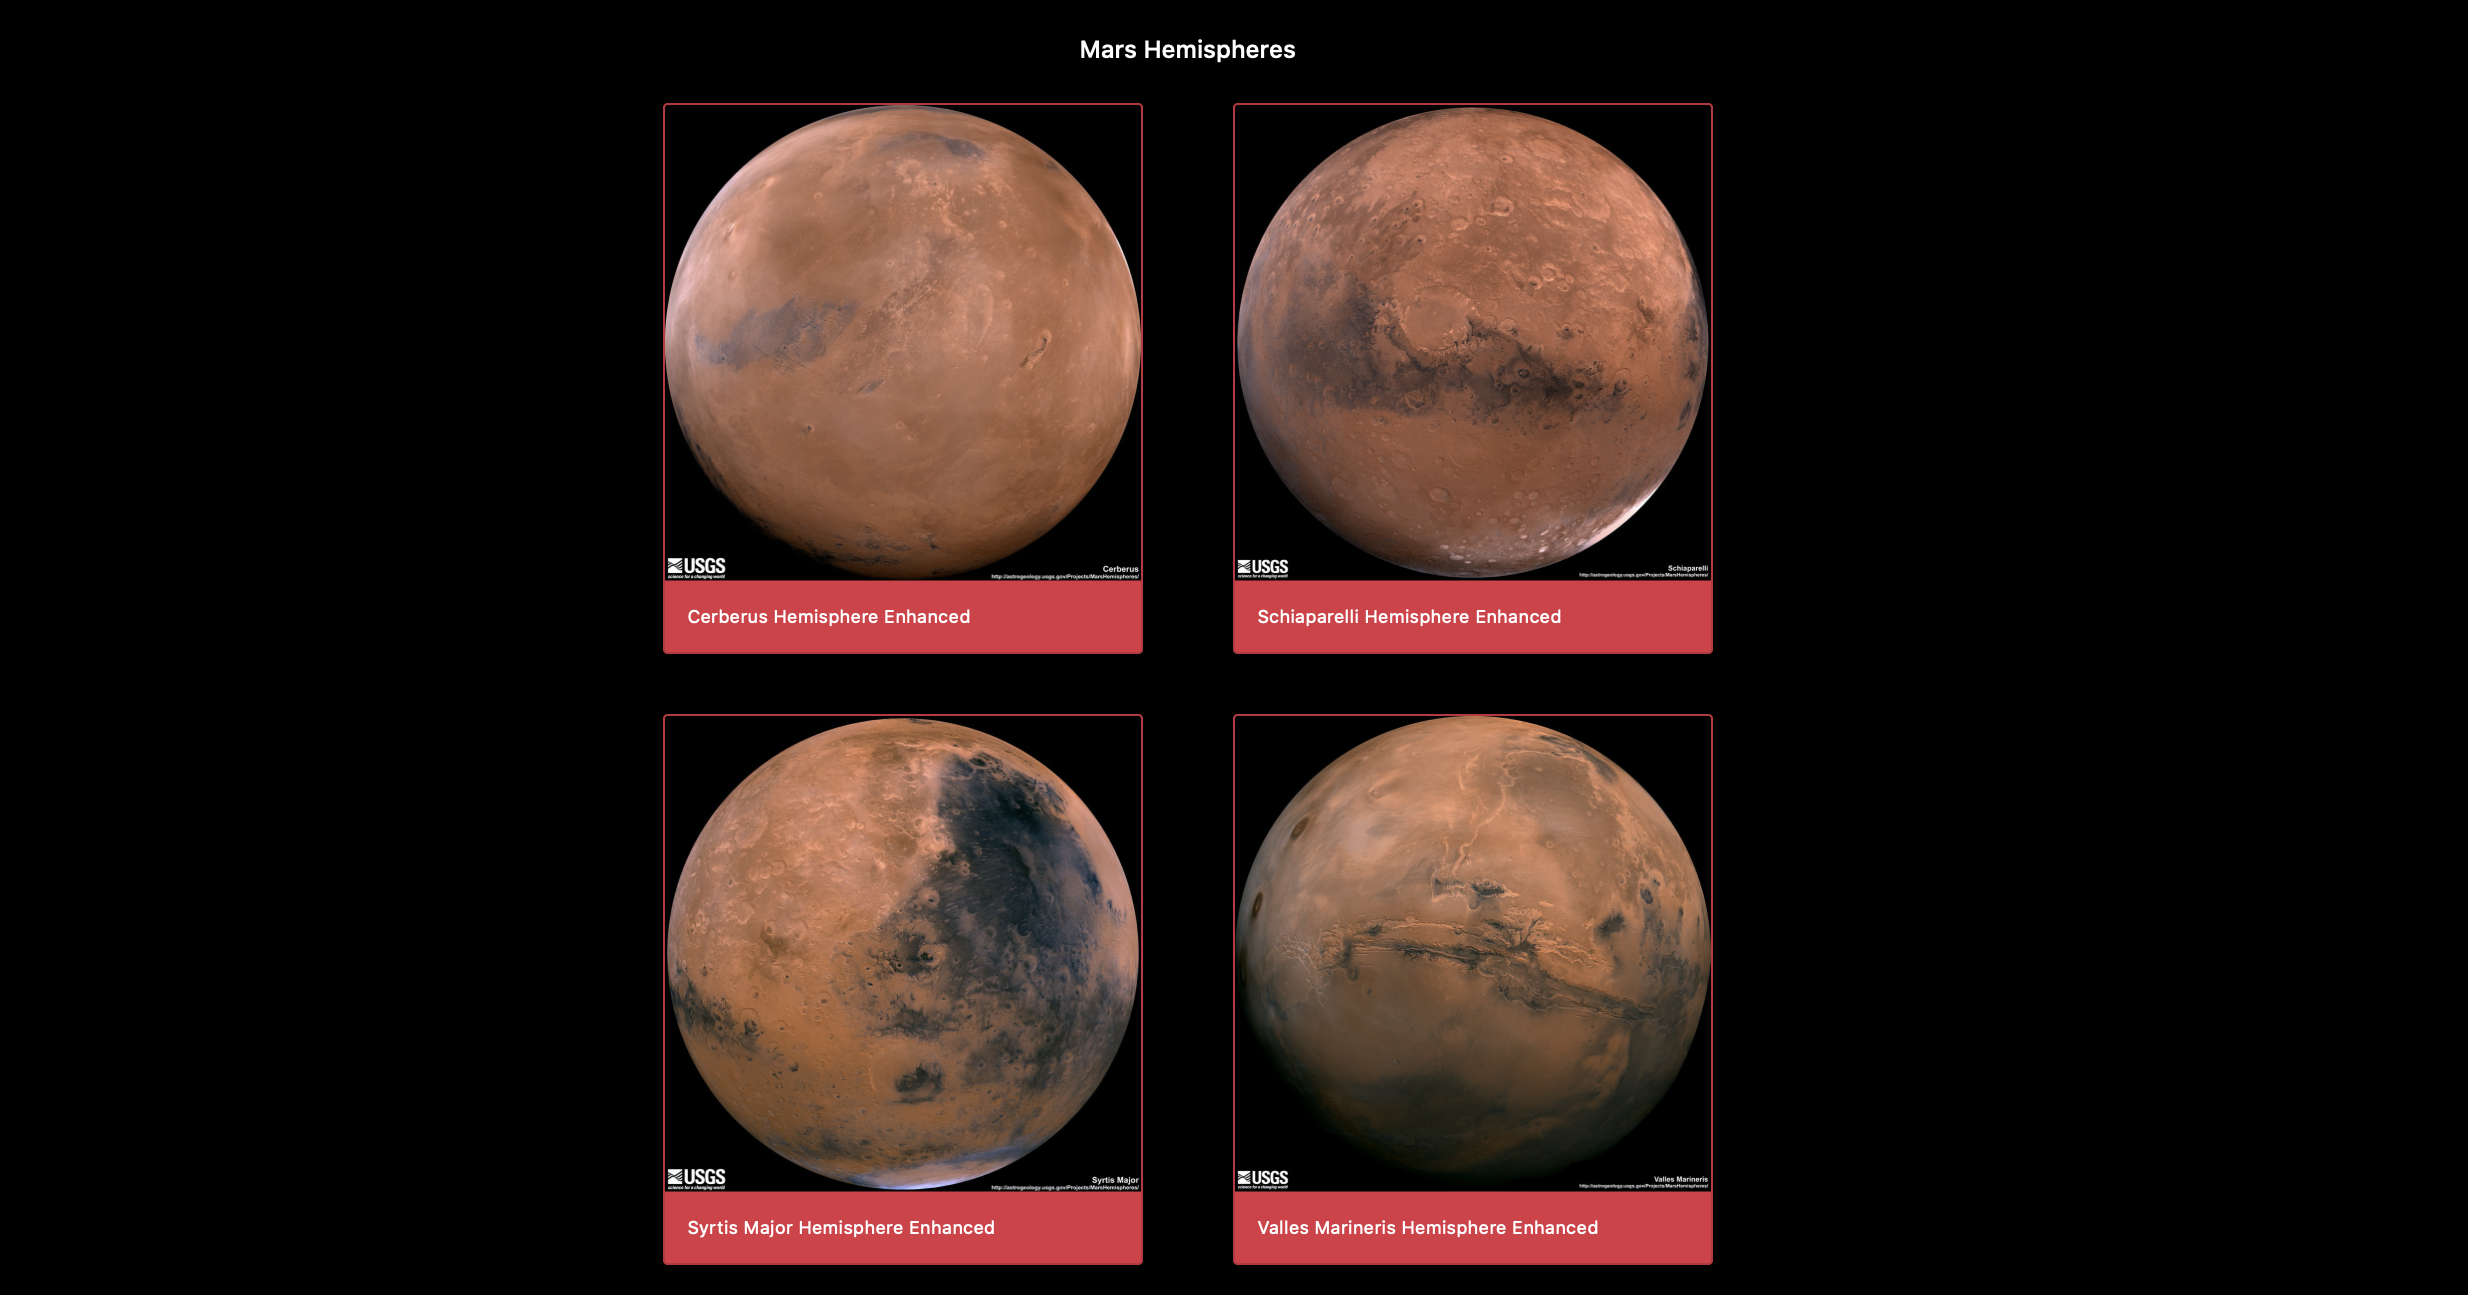 Mars Hemispheres
USGS
science for a changing world
Cerberus
http://astrogeology.usgs.gov/Projects/MarsHemispheres/
Cerberus Hemisphere Enhanced
USGS
science for a changing world
Schiaparelli
http://astrogeology.usgs.gov/Projects/MarsHemispheres/
Schiaparelli Hemisphere Enhanced
USGS
science for a changing world
Syrtis Major
http://astrogeology.usgs.gov/Projects/MarsHemispheres/
Syrtis Major Hemisphere Enhanced
USGS
science for a changing world
Valles Marineris
http://astrogeology.usgs.gov/Projects/MarsHemispheres/
Valles Marineris Hemisphere Enhanced